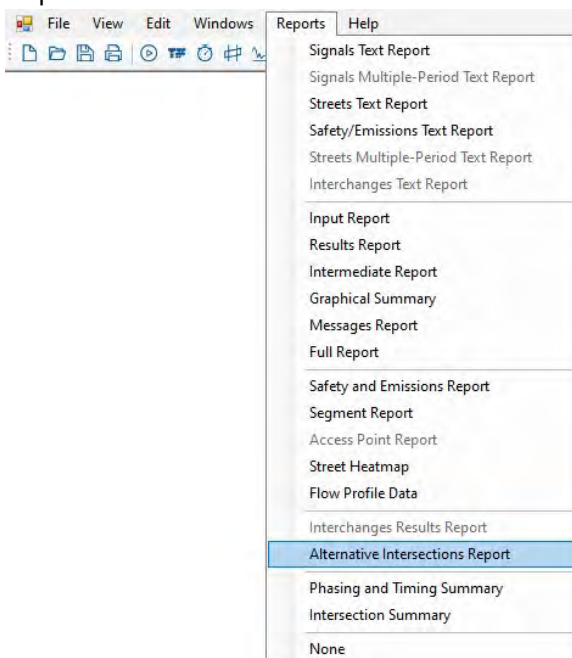 File View Edit Windows Reports Help
Signals Text Report
Signals Multiple-Period Text Report
Streets Text Report
Safety/Emissions Text Report
Streets Multiple-Period Text Report
Interchanges Text Report
Input Report
Results Report
Intermediate Report
Graphical Summary
Messages Report
Full Report
Safety and Emissions Report
Segment Report
Access Point Report
Street Heatmap
Flow Profile Data
Interchanges Results Report
Alternative Intersections Report
Phasing and Timing Summary
Intersection Summary
None